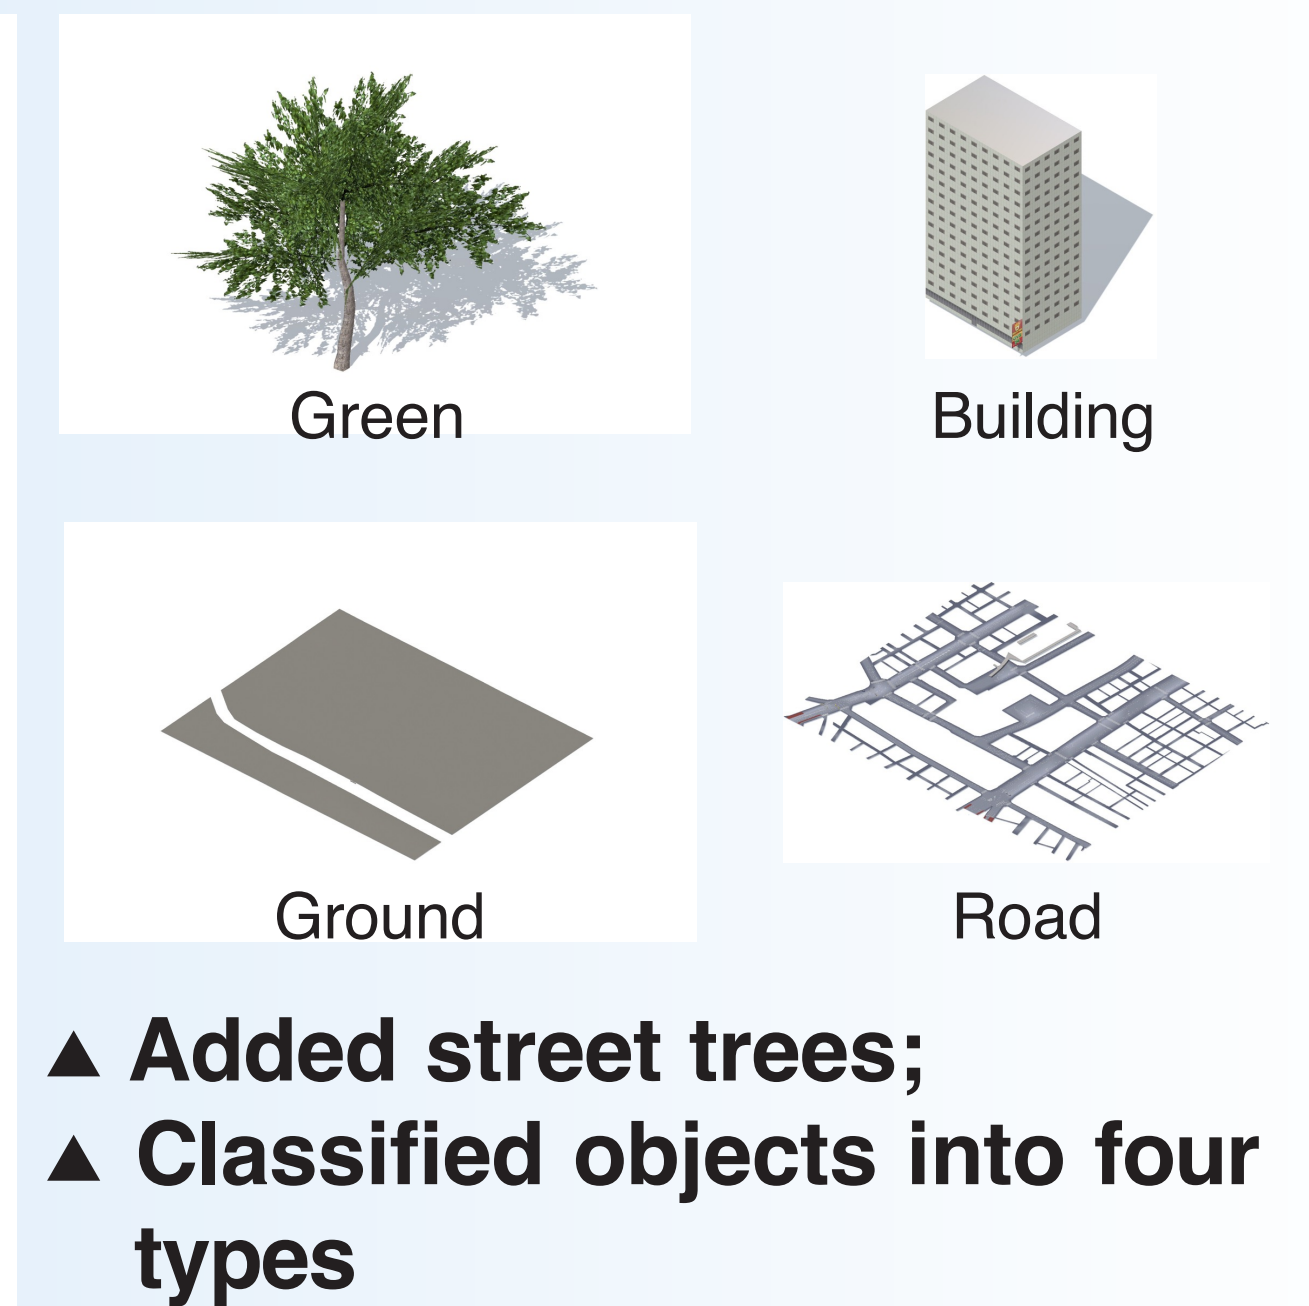 Green
Building
Ground
Road
▲ Added street trees;
▲ Classified objects into four
types